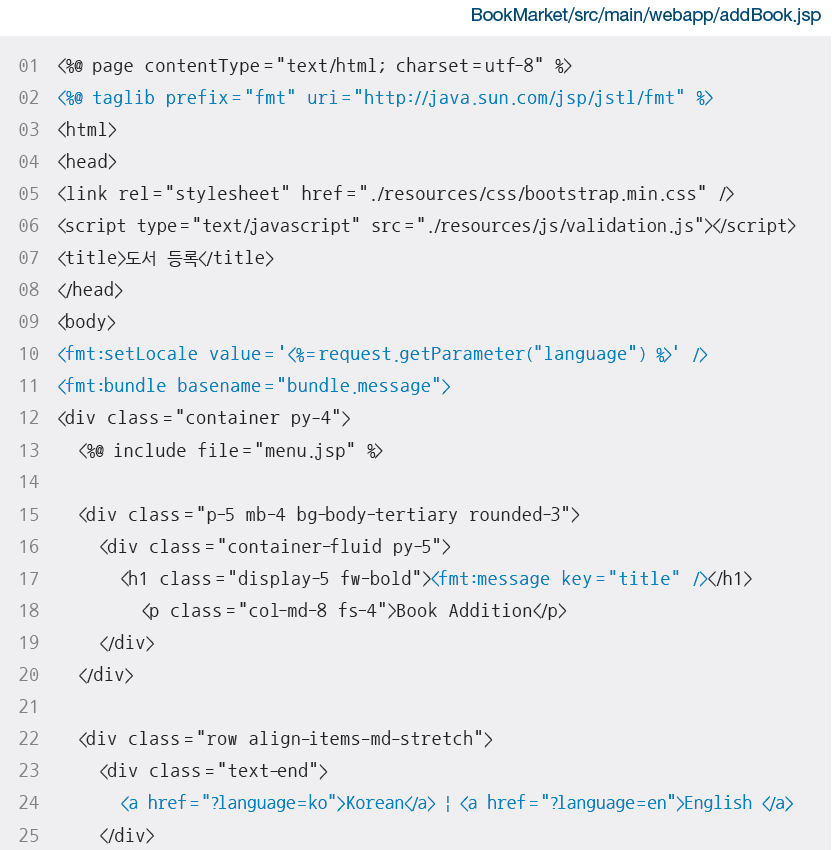 BookMarket/src/main/webapp/addBook.jsp
01 <%@ page contentType="text/html; charset=utf-8" %>
02 <%@ taglib prefix="fmt" uri="http://java.sun.com/jsp/jstl/fmt" %>
03 <html>
04 <head>
05 <link rel="stylesheet" href="./resources/css/bootstrap.min.css" />
06 <script type="text/javascript" src="./resources/js/validation.js"></script>
07 <title>도서 등록</title>
08 </head>
09 <body>
10 <fmt:setLocale value='<%=request.getParameter("language") %>' />
11 <fmt:bundle basename="bundle.message">
12 <div class="container py-4">
13   <%@ include file="menu.jsp" %>
14
15   <div class="p-5 mb-4 bg-body-tertiary rounded-3">
16     <div class="container-fluid py-5">
17       <h1 class="display-5 fw-bold"><fmt:message key="title" /></h1>
18         <p class="col-md-8 fs-4">Book Addition</p>
19     </div>
20   </div>
21
22   <div class="row align-items-md-stretch">
23     <div class="text-end">
24       <a href="?language=ko">Korean</a> | <a href="?language=en">English </a>
25     </div>